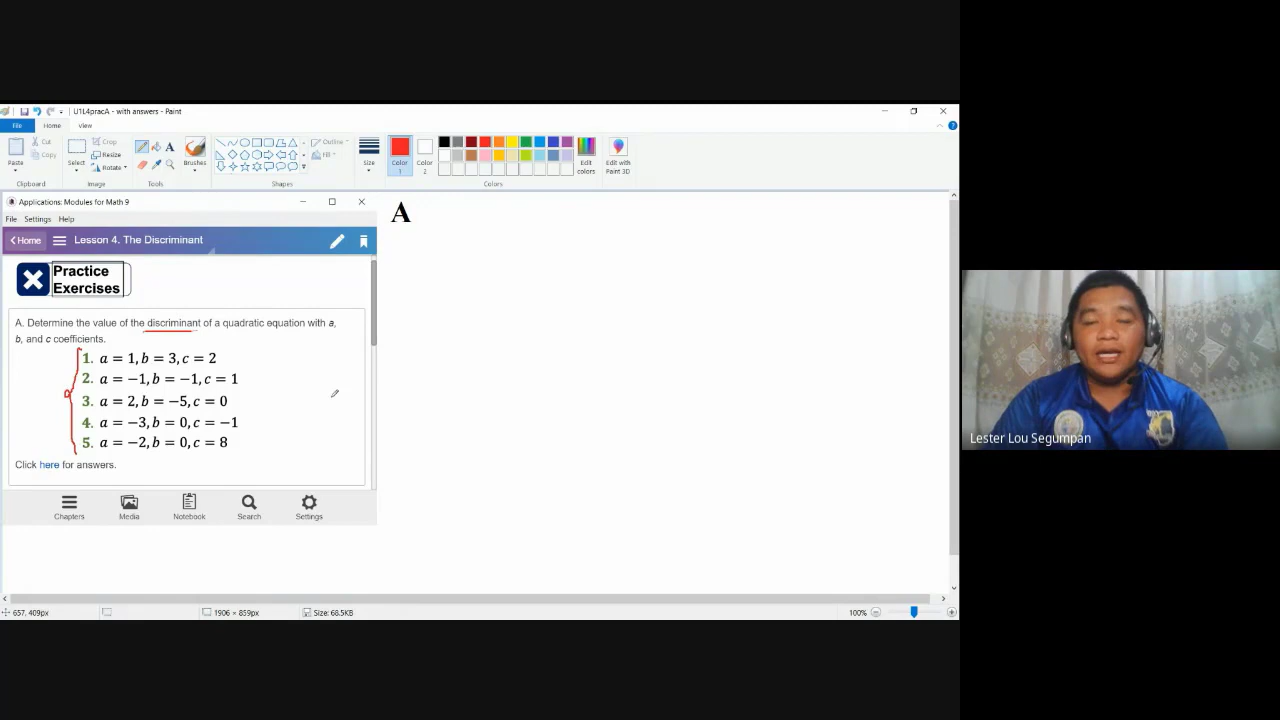 U1L4pracA - with answers - Paint
File Home View
Paste
Cut
Copy
Clipboard
Select
Crop
Resize
Rotate
Image
Tools
Brushes
Shapes
Outline
Fill
Size
Color 1
Color 2
Edit colors
Colors
Edit with Paint 3D
Applications: Modules for Math 9
File Settings Help
Home
Lesson 4. The Discriminant
Practice
Exercises
A. Determine the value of the discriminant of a quadratic equation with a,
b, and c coefficients.
1. a = 1, b = 3, c = 2
2. a = −1, b = −1, c = 1
3. a = 2, b = −5, c = 0
4. a = −3, b = 0, c = −1
5. a = −2, b = 0, c = 8
Click here for answers.
Chapters Media Notebook Search Settings
A
657, 409px
1906 × 859px
Size: 68.5KB
100%
Lester Lou Segumpan